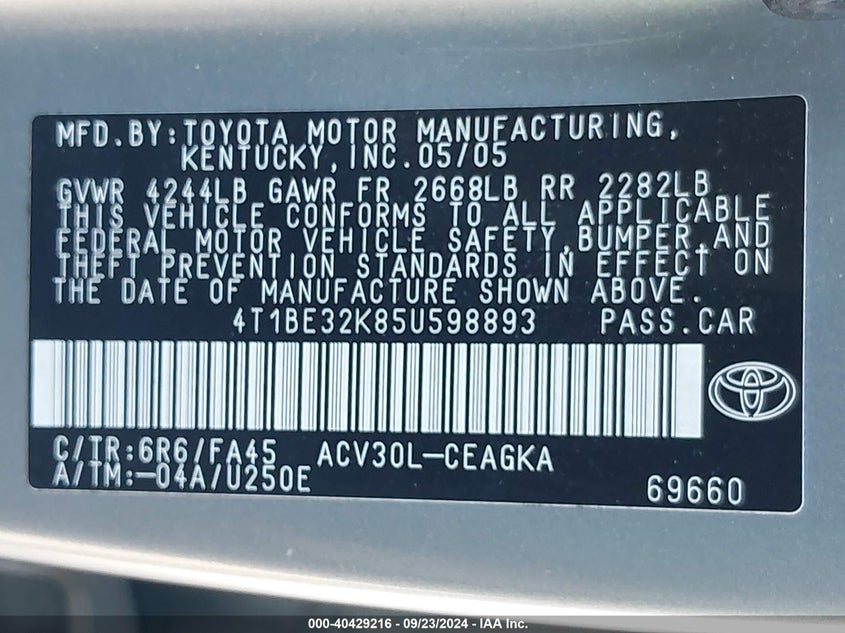 MFD.BY:TOYOTA MOTOR MANUFACTURING,
KENTUCKY,INC.05/05
GVWR 4244LB GAWR FR 2668LB RR 2282LB
THIS VEHICLE CONFORMS TO ALL APPLICABLE
FEDERAL MOTOR VEHICLE SAFETY,BUMPER,AND
THEFT PREVENTION STANDARDS IN EFFECT ON
THE DATE OF MANUFACTURE SHOWN ABOVE.
4T1BE32K85U598893 PASS.CAR
C/TR:6R6/FA45 ACV30L-CEAGKA
A/TM:-04A/U250E
69660
000-40429216 - 09/23/2024 - IAA Inc.